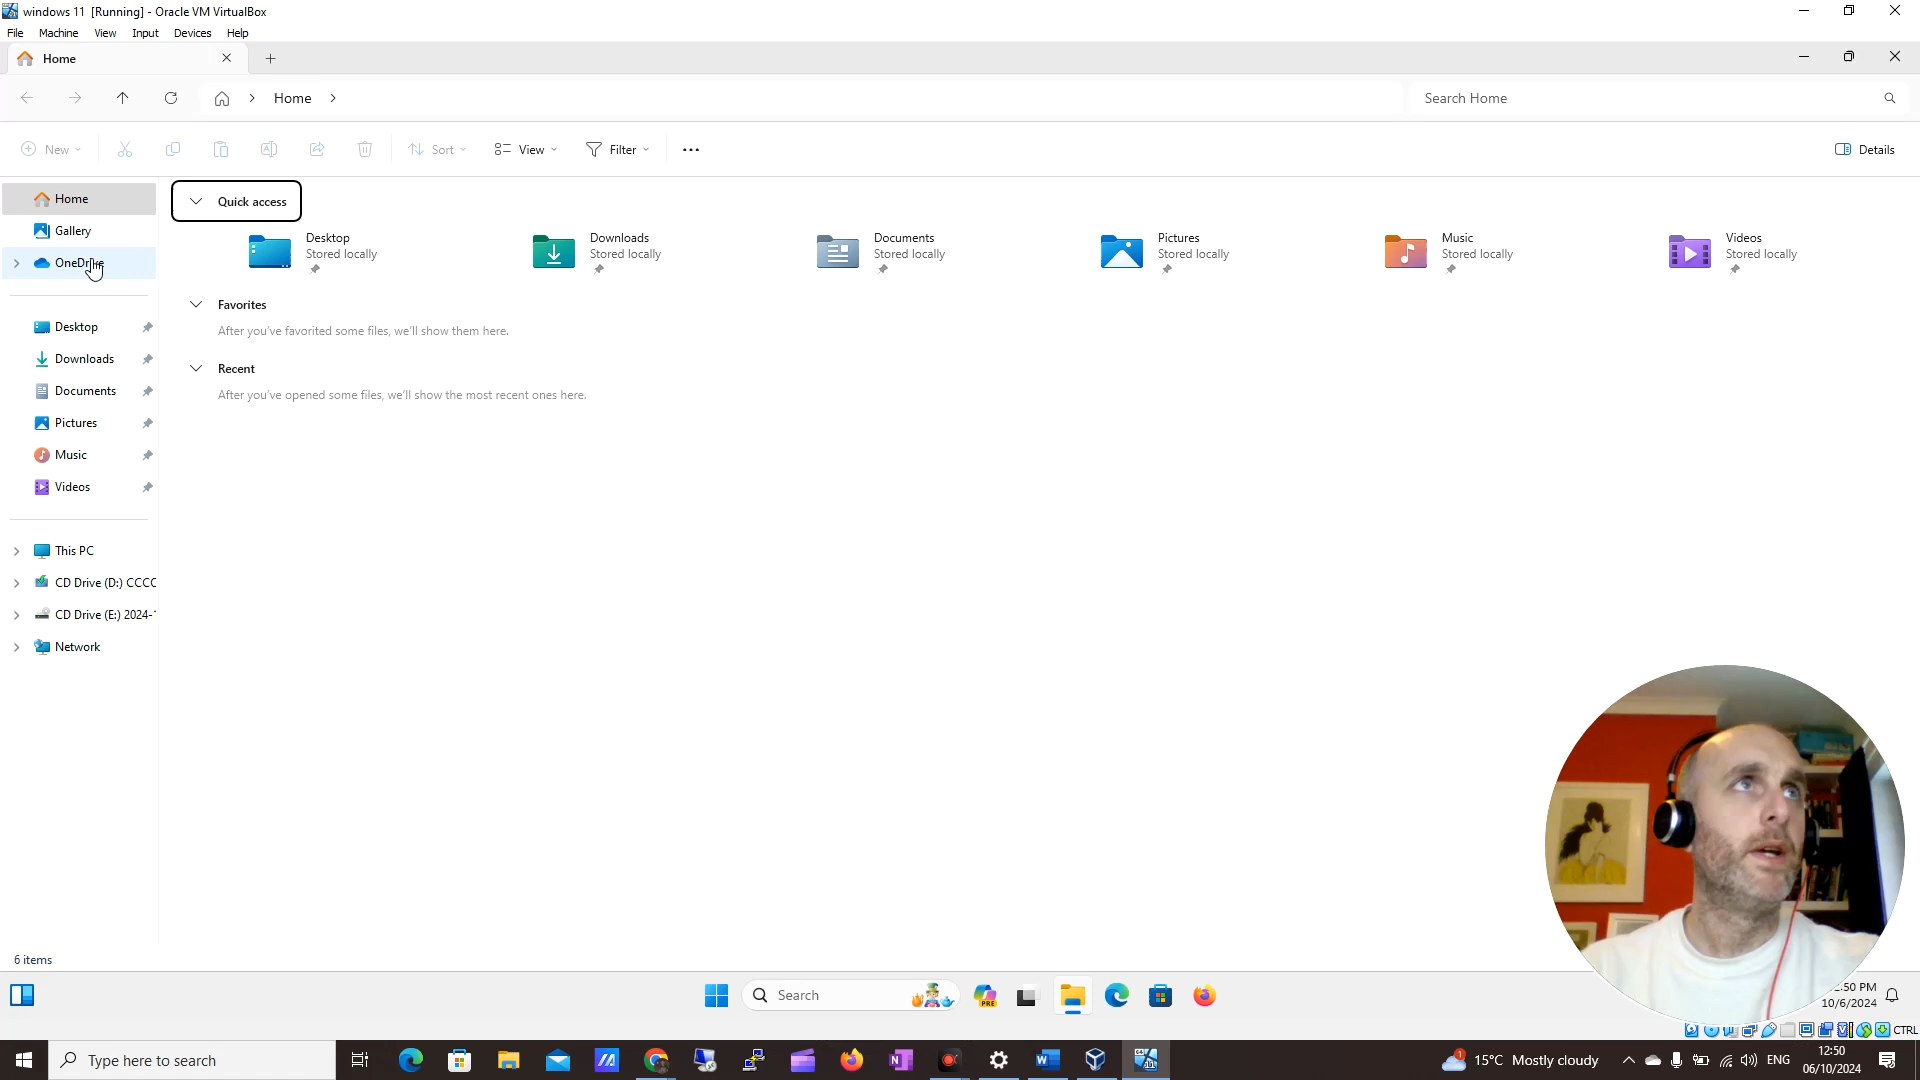 windows 11 [Running] - Oracle VM VirtualBox
File Machine View Input Devices Help
Home
Home
Search Home
New
Sort
View
Filter
Details
Home
Gallery
OneDrive
Desktop
Downloads
Documents
Pictures
Music
Videos
This PC
CD Drive (D:) CCCC
CD Drive (E:) 2024-
Network
Quick access
Desktop
Stored locally
Downloads
Stored locally
Documents
Stored locally
Pictures
Stored locally
Music
Stored locally
Videos
Stored locally
Favorites
After you've favorited some files, we'll show them here.
Recent
After you've opened some files, we'll show the most recent ones here.
6 items
Search
PRE
:50 PM
10/6/2024
CTRL
Type here to search
15°C Mostly cloudy
ENG
12:50
06/10/2024